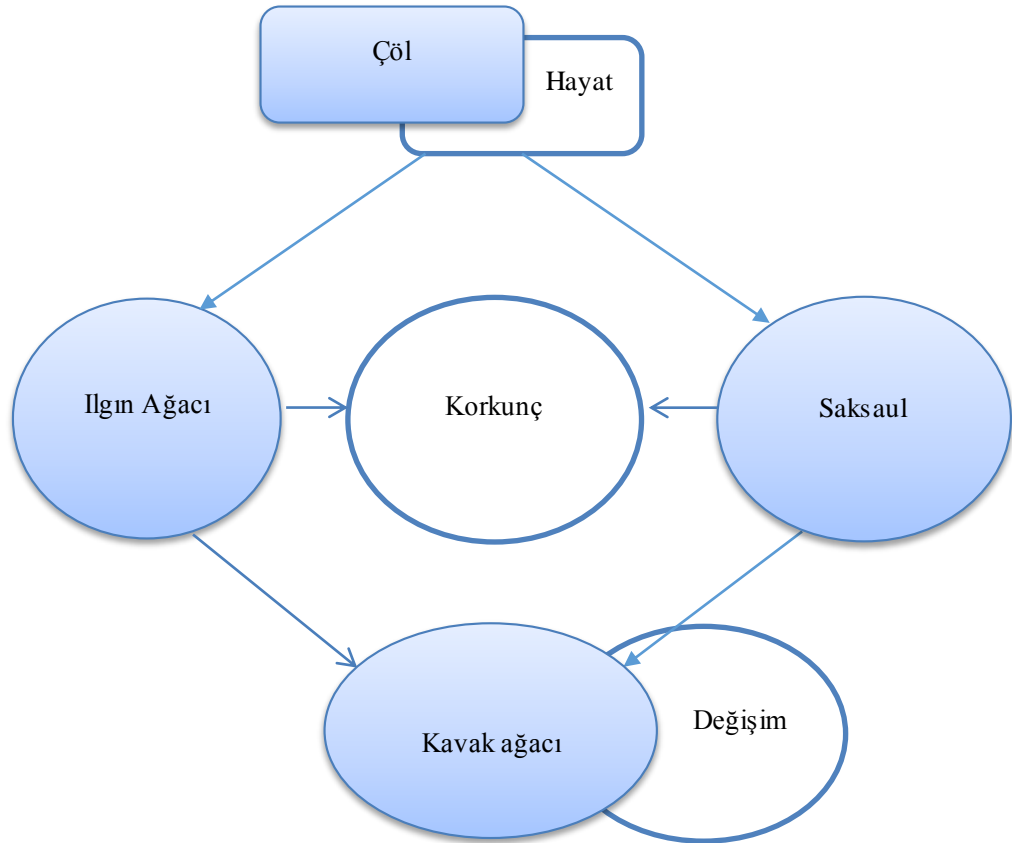 Çöl
Hayat
Ilgın Ağacı
Korkunç
Saksaul
Kavak ağacı
Değişim